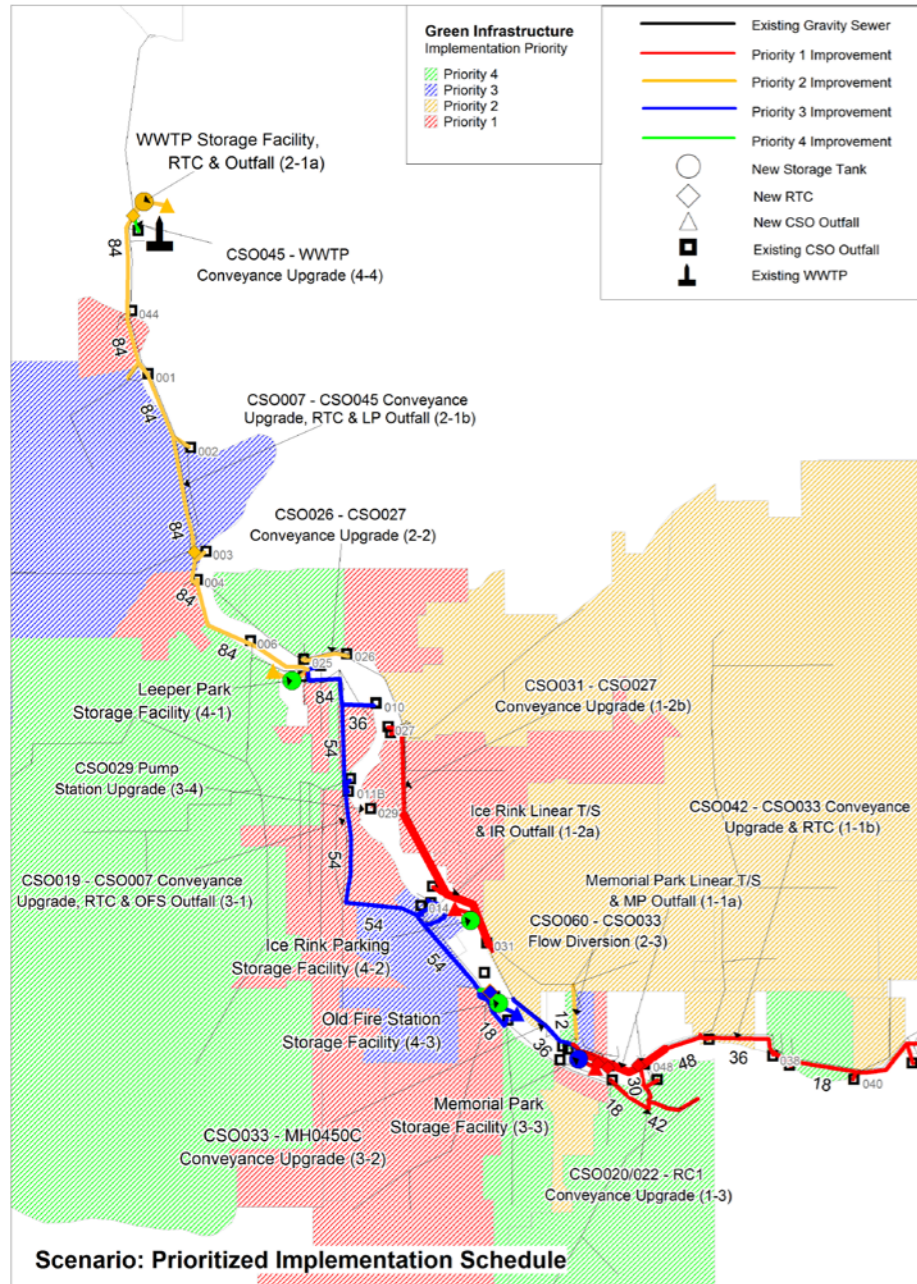 Green Infrastructure
Implementation Priority
Priority 4
Priority 3
Priority 2
Priority 1
Existing Gravity Sewer
Priority 1 Improvement
Priority 2 Improvement
Priority 3 Improvement
Priority 4 Improvement
New Storage Tank
New RTC
New CSO Outfall
Existing CSO Outfall
Existing WWTP
WWTP Storage Facility,
RTC & Outfall (2-1a)
84
CSO045 - WWTP
Conveyance Upgrade (4-4)
044
84
001
84
CSO007 - CSO045 Conveyance
Upgrade, RTC & LP Outfall (2-1b)
002
84
CSO026 - CSO027
Conveyance Upgrade (2-2)
003
004
84
006
84
025
026
Leeper Park
Storage Facility (4-1)
84
36
010
027
CSO031 - CSO027
Conveyance Upgrade (1-2b)
54
CSO029 Pump
Station Upgrade (3-4)
011B
029
Ice Rink Linear T/S
& IR Outfall (1-2a)
CSO042 - CSO033 Conveyance
Upgrade & RTC (1-1b)
54
CSO019 - CSO007 Conveyance
Upgrade, RTC & OFS Outfall (3-1)
Memorial Park Linear T/S
& MP Outfall (1-1a)
014
54
CSO060 - CSO033
Flow Diversion (2-3)
031
Ice Rink Parking
Storage Facility (4-2)
54
Old Fire Station
Storage Facility (4-3)
18
36
12
48
36
038
048
30
18
040
18
42
Memorial Park
Storage Facility (3-3)
CSO033 - MH0450C
Conveyance Upgrade (3-2)
CSO020/022 - RC1
Conveyance Upgrade (1-3)
Scenario: Prioritized Implementation Schedule